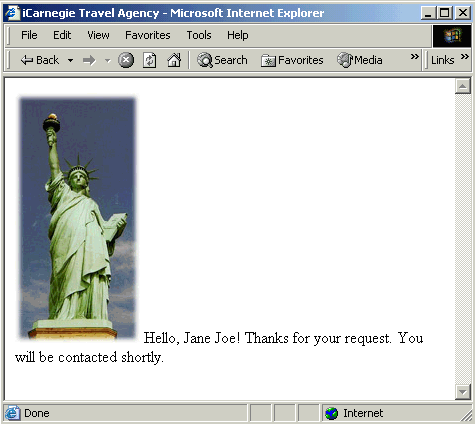 iCarnegie Travel Agency - Microsoft Internet Explorer
File Edit View Favorites Tools Help
Back Search Favorites Media » Links »
Hello, Jane Joe! Thanks for your request. You
will be contacted shortly.
Done Internet